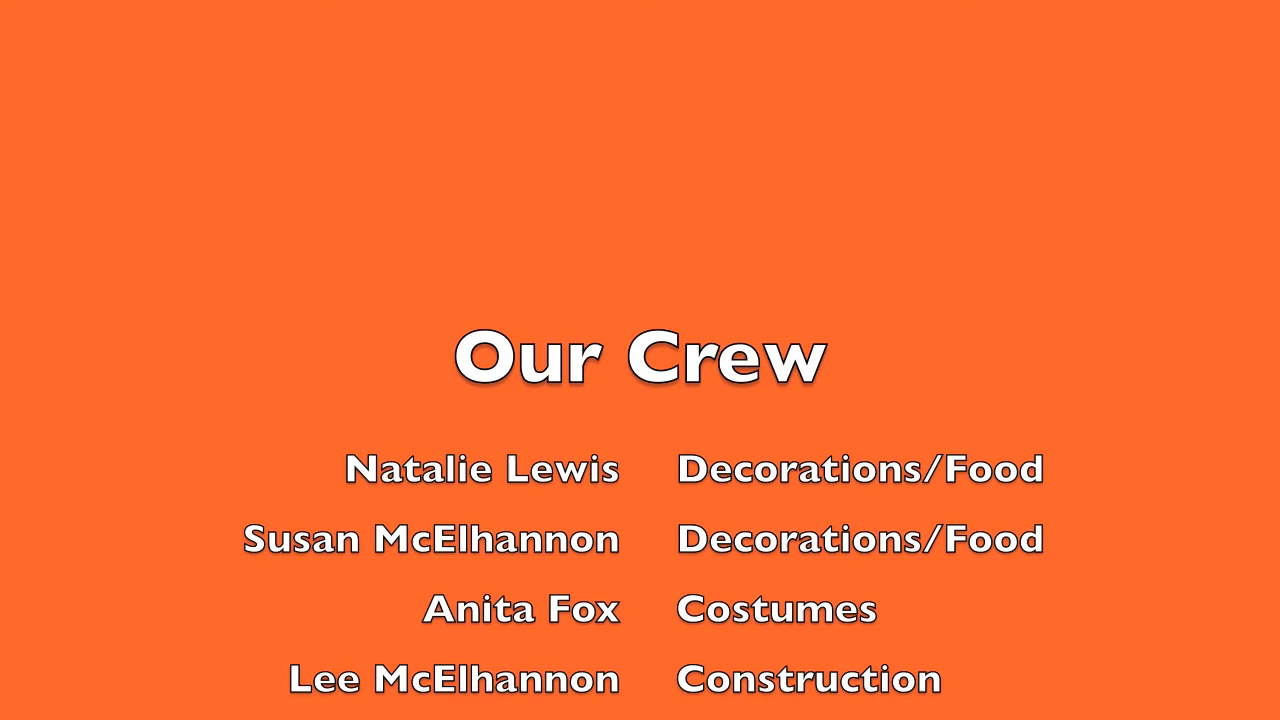 Our Crew
Natalie Lewis Decorations/Food
Susan McElhannon Decorations/Food
Anita Fox Costumes
Lee McElhannon Construction